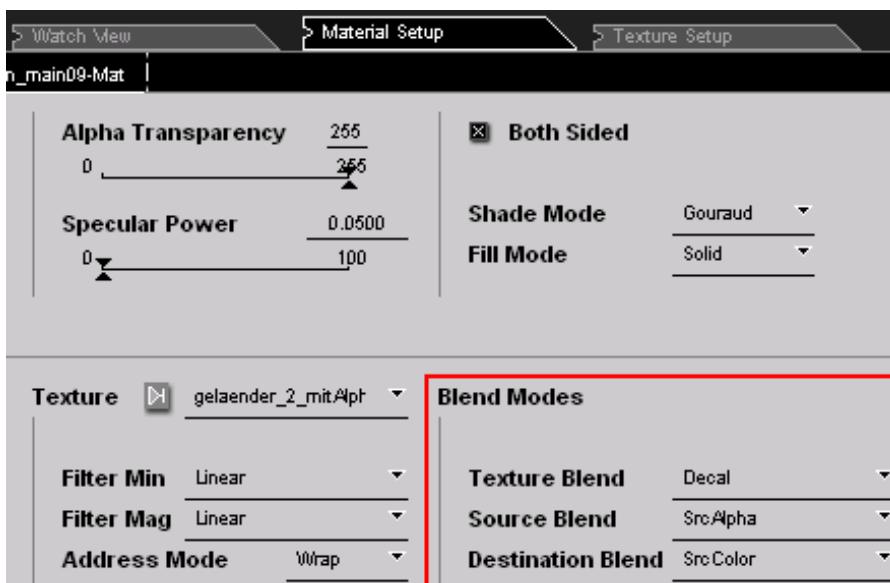 Watch View
Material Setup
Texture Setup
n_main09-Mat
Alpha Transparency 255
0 255
Specular Power 0.0500
0 100
Both Sided
Shade Mode Gouraud
Fill Mode Solid
Texture gelaender_2_mitAlph
Filter Min Linear
Filter Mag Linear
Address Mode Wrap
Blend Modes
Texture Blend Decal
Source Blend SrcAlpha
Destination Blend SrcColor